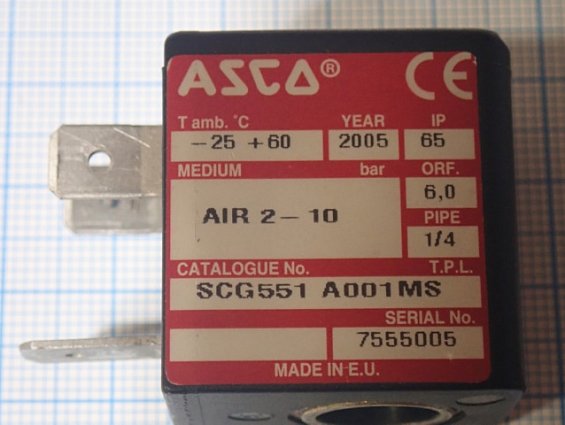 ASCO® CE
T amb. °C YEAR IP
-25 +60 2005 65
MEDIUM bar ORF.
6,0
AIR 2-10 PIPE
1/4
CATALOGUE No. T.P.L.
SCG551 A001MS
SERIAL No.
7555005
MADE IN E.U.